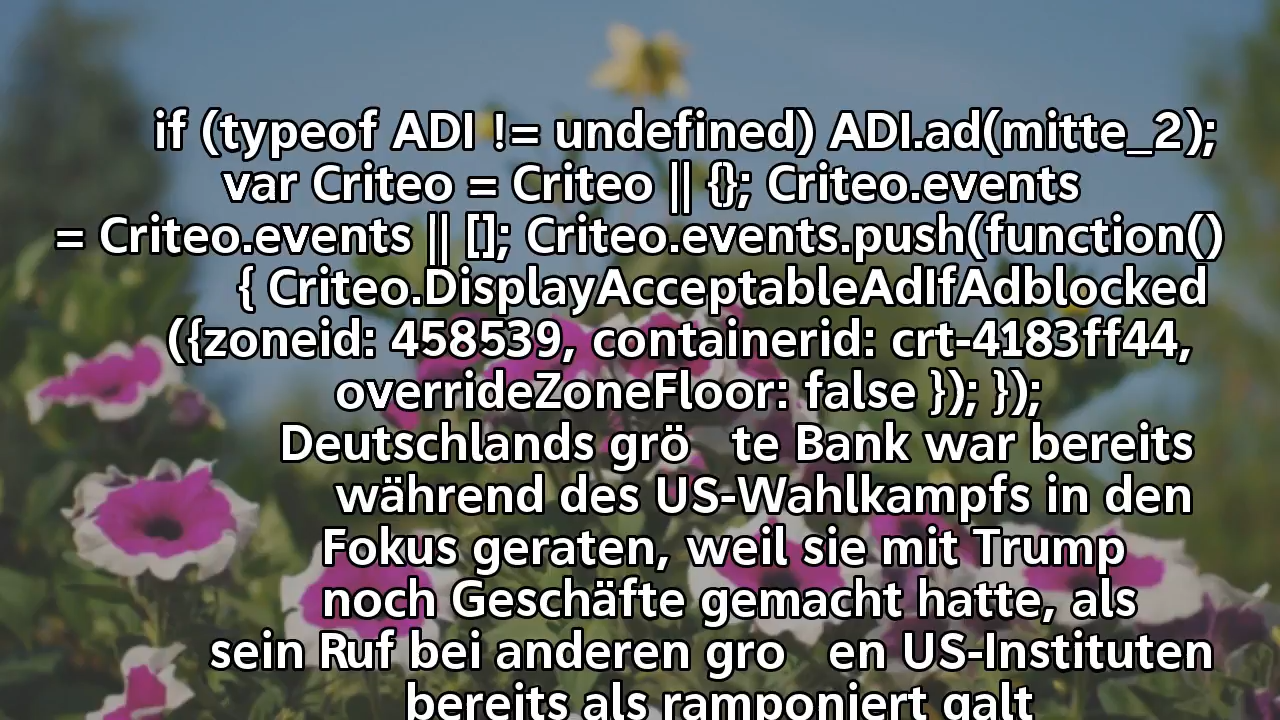 if (typeof ADI != undefined) ADI.ad(mitte_2);
var Criteo = Criteo || {}; Criteo.events
= Criteo.events || []; Criteo.events.push(function()
{ Criteo.DisplayAcceptableAdIfAdblocked
({zoneid: 458539, containerid: crt-4183ff44,
overrideZoneFloor: false }); });
Deutschlands grö te Bank war bereits
während des US-Wahlkampfs in den
Fokus geraten, weil sie mit Trump
noch Geschäfte gemacht hatte, als
sein Ruf bei anderen gro en US-Instituten
bereits als ramponiert galt